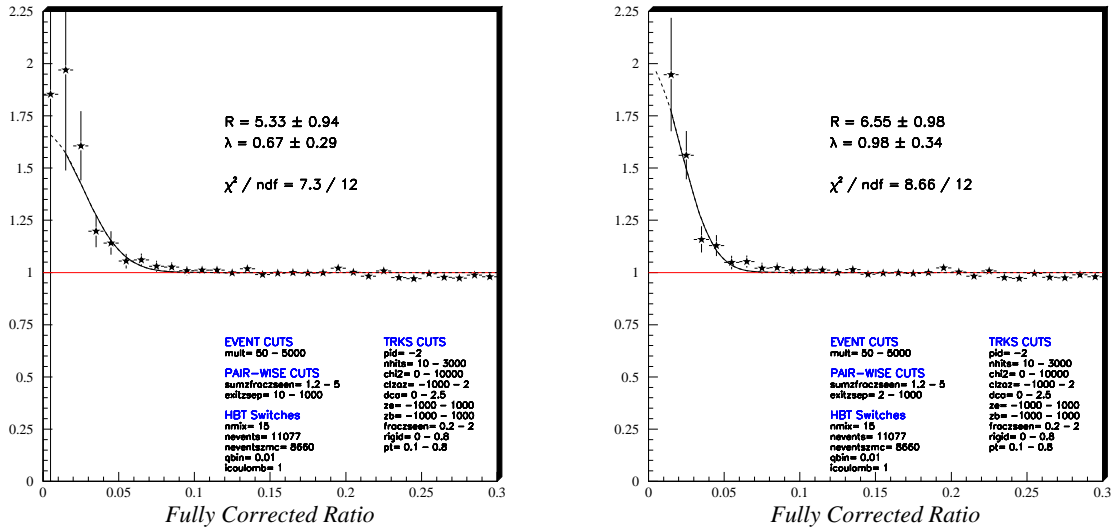 2.25
2
1.75
1.5
1.25
1
0.75
0.5
0.25
0
R = 5.33 ± 0.94
λ = 0.67 ± 0.29
χ² / ndf = 7.3 / 12
EVENT CUTS
mult= 50 - 5000
PAIR-WISE CUTS
sumzfraczseen= 1.2 - 5
exitzsep= 10 - 1000
HBT Switches
nmix= 15
nevents= 11077
neventszmc= 8660
qbin= 0.01
icoulomb= 1
TRKS CUTS
pid= -2
nhits= 10 - 3000
chi2= 0 - 10000
clzaz= -1000 - 2
dca= 0 - 2.5
ze= -1000 - 1000
zb= -1000 - 1000
fraczseen= 0.2 - 2
rigid= 0 - 0.8
pt= 0.1 - 0.8
0 0.05 0.1 0.15 0.2 0.25 0.3
Fully Corrected Ratio
2.25
2
1.75
1.5
1.25
1
0.75
0.5
0.25
0
R = 6.55 ± 0.98
λ = 0.98 ± 0.34
χ² / ndf = 8.66 / 12
EVENT CUTS
mult= 50 - 5000
PAIR-WISE CUTS
sumzfraczseen= 1.2 - 5
exitzsep= 2 - 1000
HBT Switches
nmix= 15
nevents= 11077
neventszmc= 8660
qbin= 0.01
icoulomb= 1
TRKS CUTS
pid= -2
nhits= 10 - 3000
chi2= 0 - 10000
clzaz= -1000 - 2
dca= 0 - 2.5
ze= -1000 - 1000
zb= -1000 - 1000
fraczseen= 0.2 - 2
rigid= 0 - 0.8
pt= 0.1 - 0.8
0 0.05 0.1 0.15 0.2 0.25 0.3
Fully Corrected Ratio